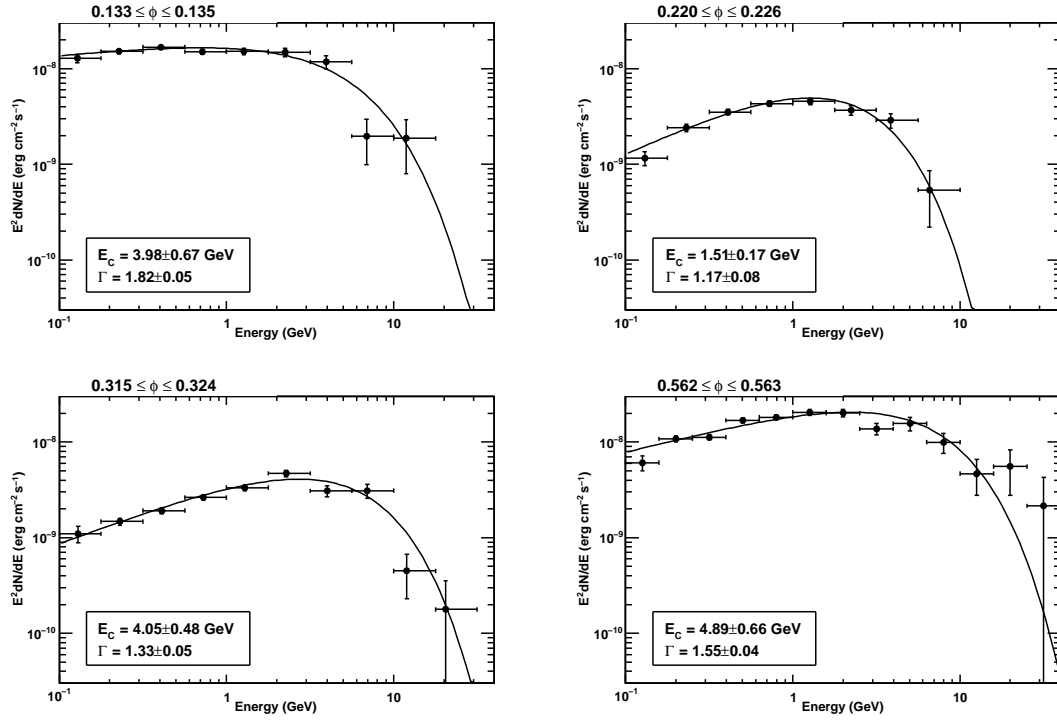 0.133 ≤ ϕ ≤ 0.135
E²dN/dE (erg cm⁻² s⁻¹)
10⁻⁸
10⁻⁹
10⁻¹⁰
E_C = 3.98±0.67 GeV
Γ = 1.82±0.05
10⁻¹ 1 10
Energy (GeV)
0.220 ≤ ϕ ≤ 0.226
E²dN/dE (erg cm⁻² s⁻¹)
10⁻⁸
10⁻⁹
10⁻¹⁰
E_C = 1.51±0.17 GeV
Γ = 1.17±0.08
10⁻¹ 1 10
Energy (GeV)
0.315 ≤ ϕ ≤ 0.324
E²dN/dE (erg cm⁻² s⁻¹)
10⁻⁸
10⁻⁹
10⁻¹⁰
E_C = 4.05±0.48 GeV
Γ = 1.33±0.05
10⁻¹ 1 10
Energy (GeV)
0.562 ≤ ϕ ≤ 0.563
E²dN/dE (erg cm⁻² s⁻¹)
10⁻⁸
10⁻⁹
10⁻¹⁰
E_C = 4.89±0.66 GeV
Γ = 1.55±0.04
10⁻¹ 1 10
Energy (GeV)